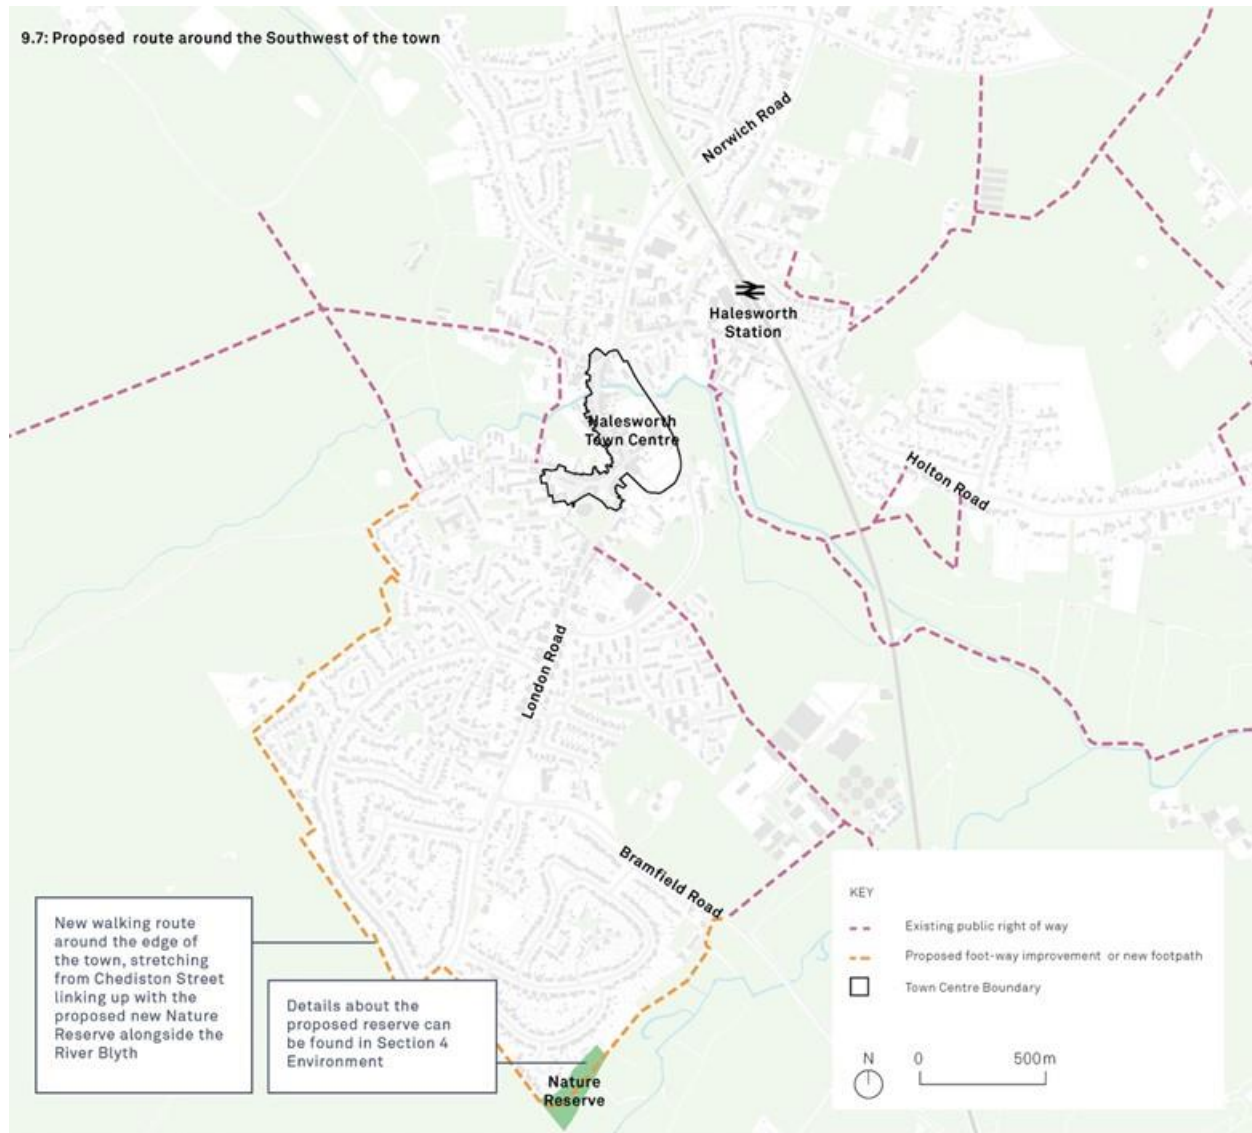 9.7: Proposed route around the Southwest of the town
Norwich Road
Halesworth
Station
Halesworth
Town Centre
Holton Road
London Road
Bramfield Road
New walking route
around the edge of
the town, stretching
from Chediston Street
linking up with the
proposed new Nature
Reserve alongside the
River Blyth
Details about the
proposed reserve can
be found in Section 4
Environment
Nature
Reserve
KEY
Existing public right of way
Proposed foot-way improvement or new footpath
Town Centre Boundary
N
0
500m